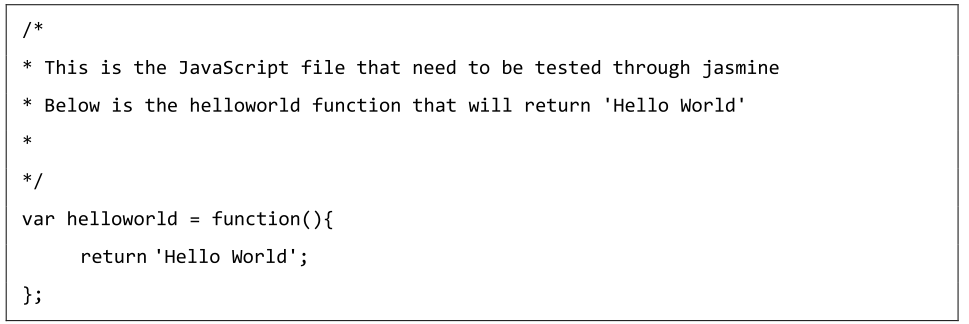 /*
* This is the JavaScript file that need to be tested through jasmine
* Below is the helloworld function that will return 'Hello World'
*
*/
var helloworld = function(){
return 'Hello World';
};